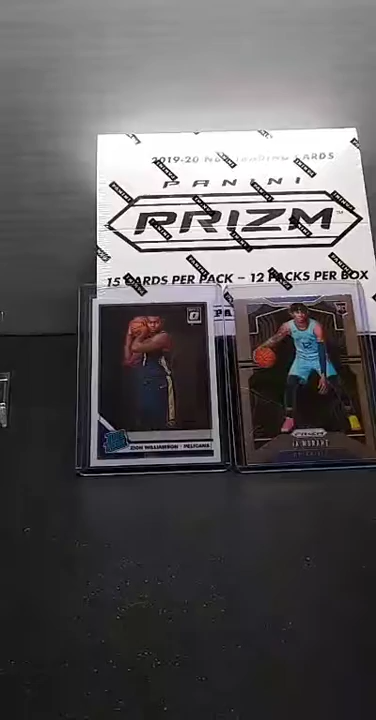 2019-20 NBA TRADING CARDS
PANINI
PRIZM
15 CARDS PER PACK – 12 PACKS PER BOX
ZION WILLIAMSON - PELICANS
PRIZM
JA MORANT